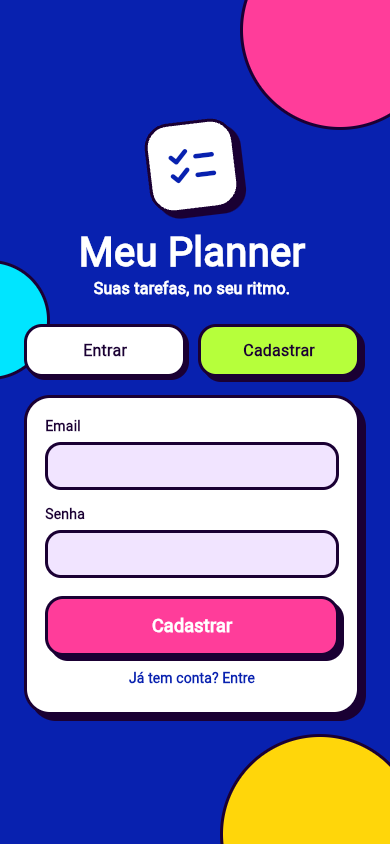 Meu Planner
Suas tarefas, no seu ritmo.
Entrar
Cadastrar
Email
Senha
Cadastrar
Já tem conta? Entre